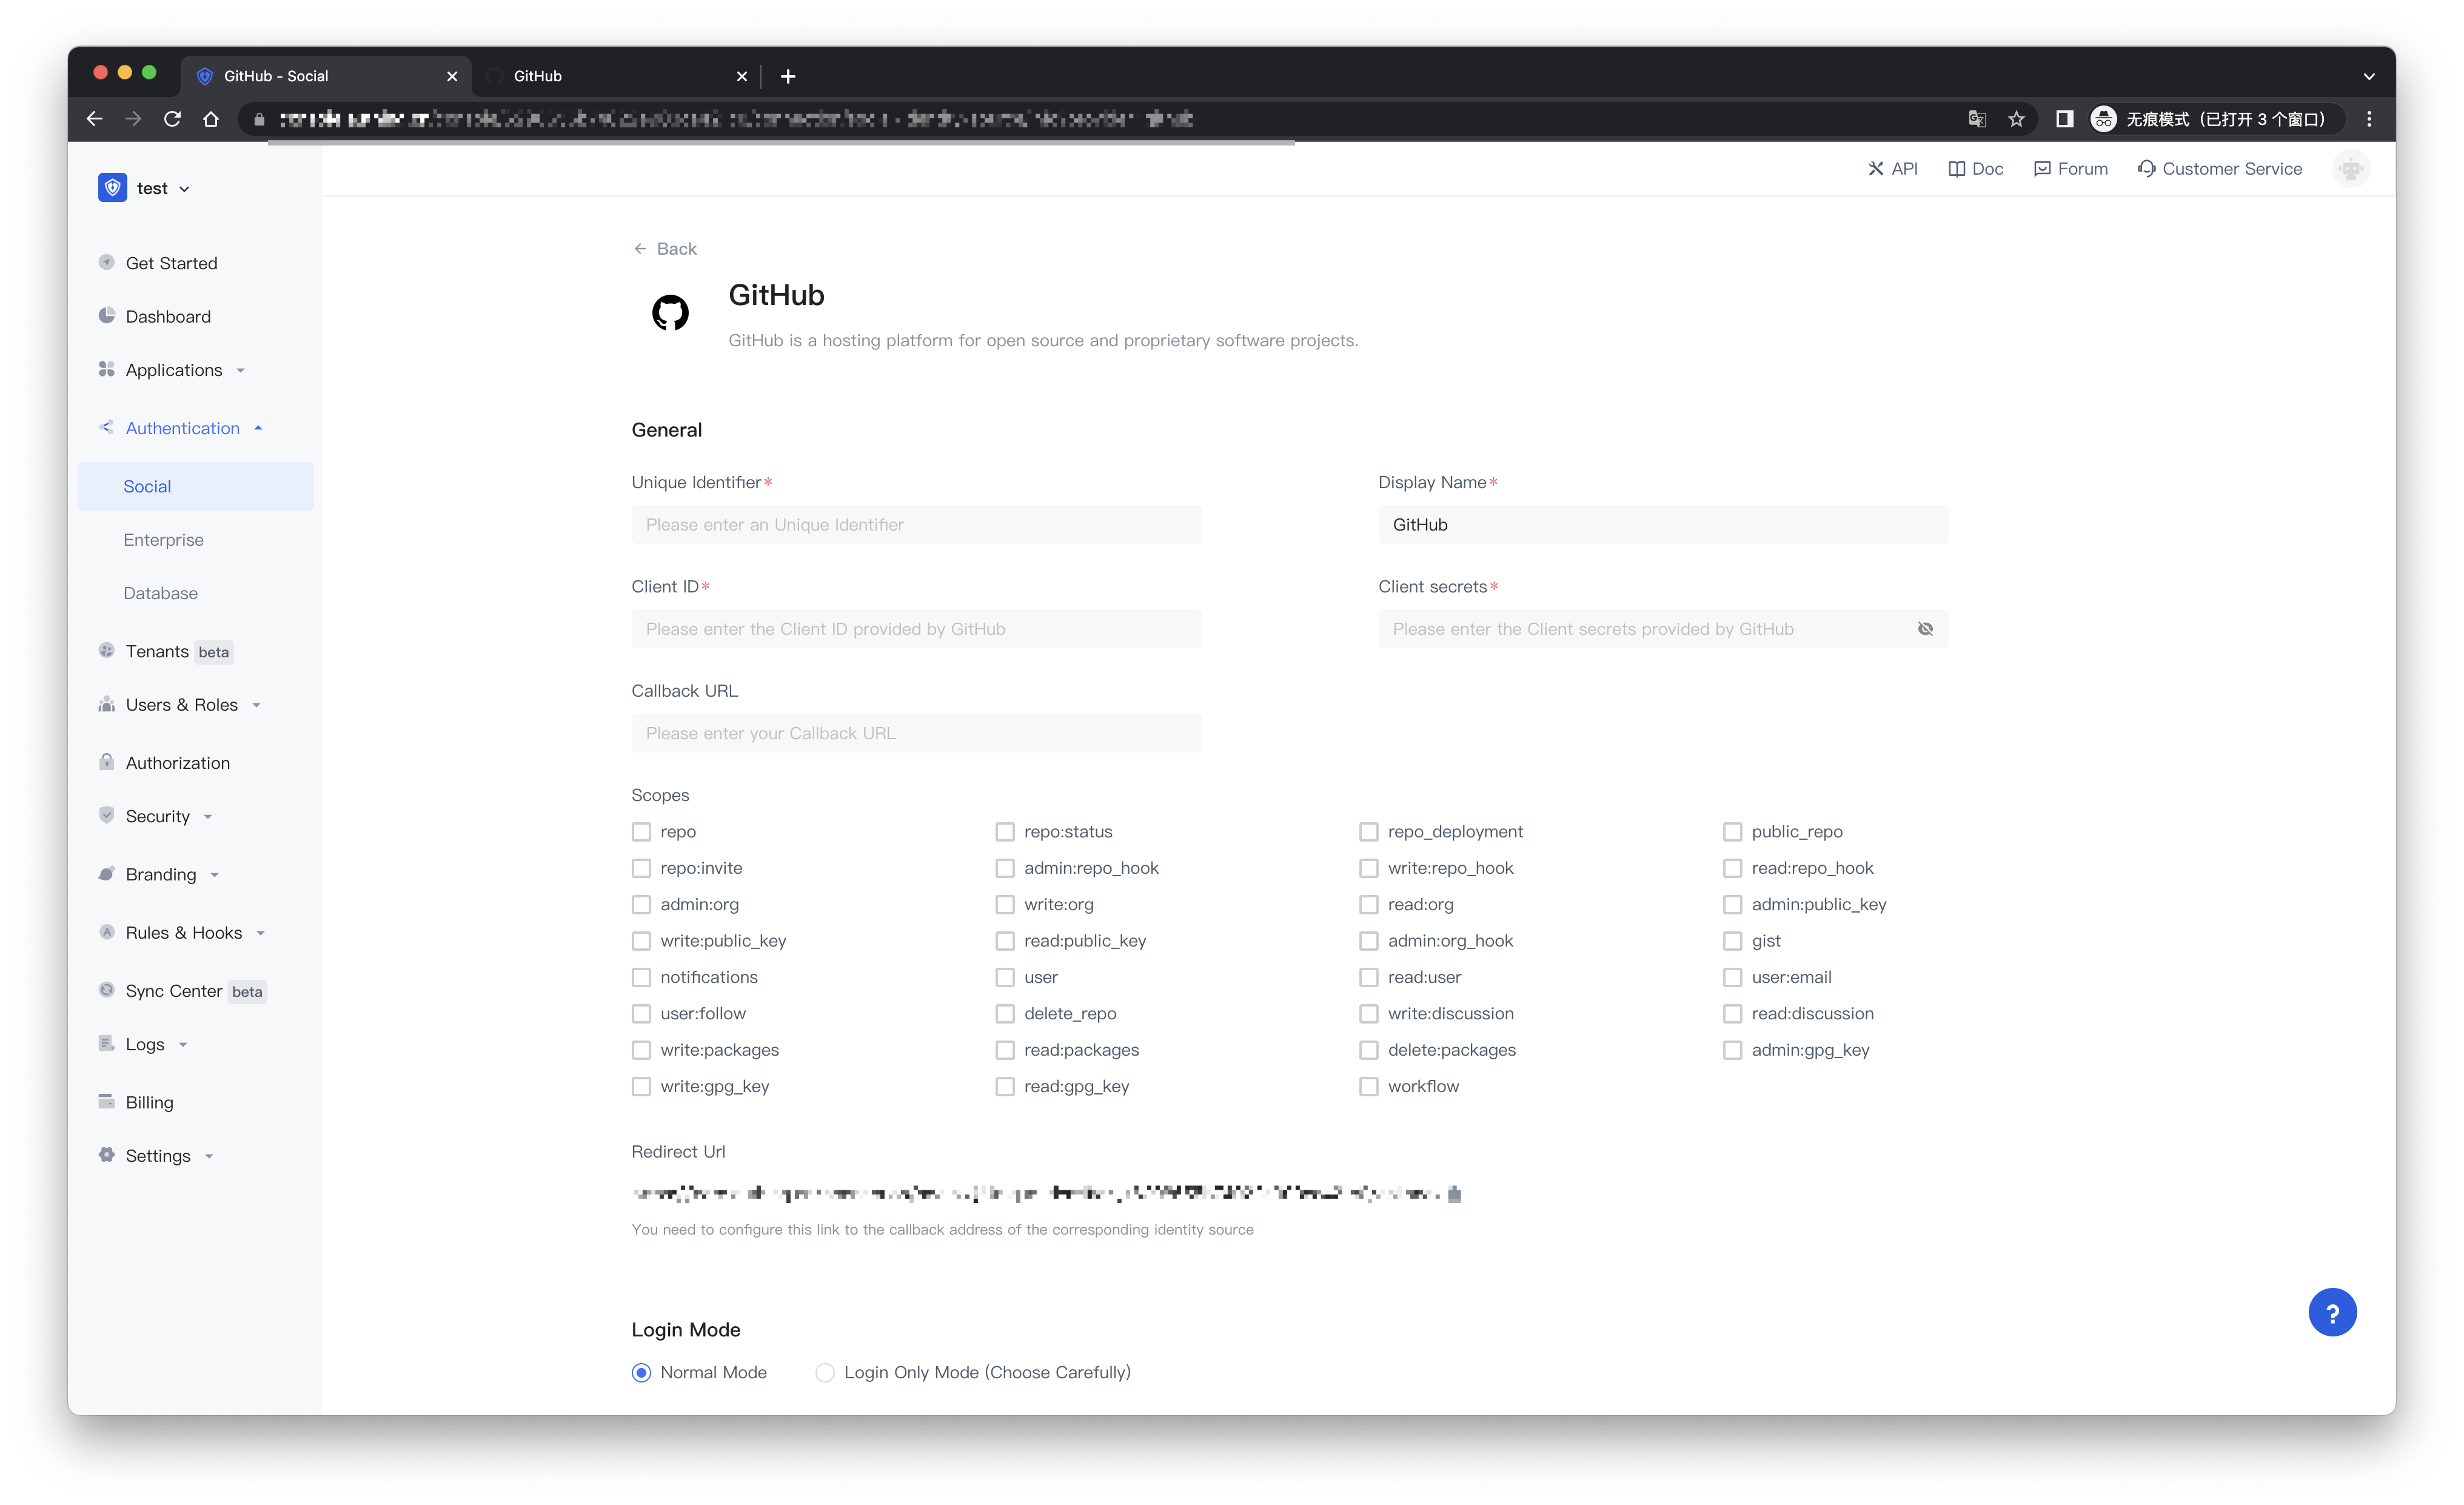 GitHub - Social
GitHub
无痕模式（已打开 3 个窗口）
test
API
Doc
Forum
Customer Service
Get Started
Dashboard
Applications
Authentication
Social
Enterprise
Database
Tenants beta
Users & Roles
Authorization
Security
Branding
Rules & Hooks
Sync Center beta
Logs
Billing
Settings
Back
GitHub
GitHub is a hosting platform for open source and proprietary software projects.
General
Unique Identifier*
Please enter an Unique Identifier
Display Name*
GitHub
Client ID*
Please enter the Client ID provided by GitHub
Client secrets*
Please enter the Client secrets provided by GitHub
Callback URL
Please enter your Callback URL
Scopes
repo
repo:status
repo_deployment
public_repo
repo:invite
admin:repo_hook
write:repo_hook
read:repo_hook
admin:org
write:org
read:org
admin:public_key
write:public_key
read:public_key
admin:org_hook
gist
notifications
user
read:user
user:email
user:follow
delete_repo
write:discussion
read:discussion
write:packages
read:packages
delete:packages
admin:gpg_key
write:gpg_key
read:gpg_key
workflow
Redirect Url
You need to configure this link to the callback address of the corresponding identity source
Login Mode
Normal Mode
Login Only Mode (Choose Carefully)
?